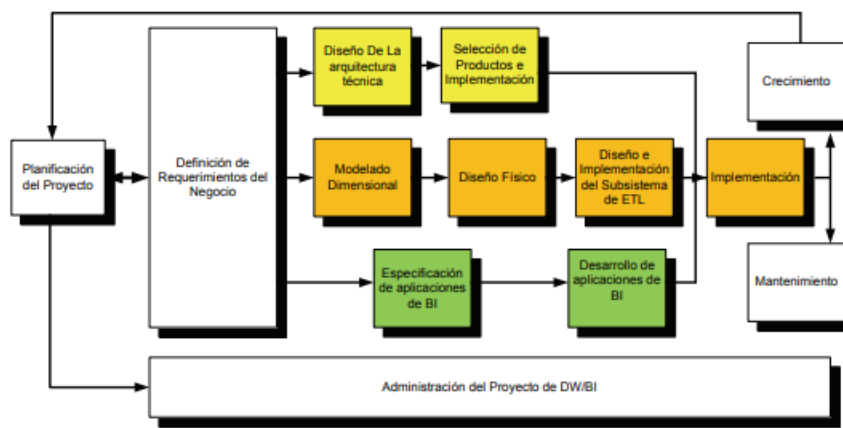 Diseño De La
arquitectura
técnica
Selección de
Productos e
Implementación
Crecimiento
Planificación
del Proyecto
Definición de
Requerimientos del
Negocio
Modelado
Dimensional
Diseño Físico
Diseño e
Implementación
del Subsistema
de ETL
Implementación
Especificación
de aplicaciones
de BI
Desarrollo de
aplicaciones de
BI
Mantenimiento
Administración del Proyecto de DW/BI